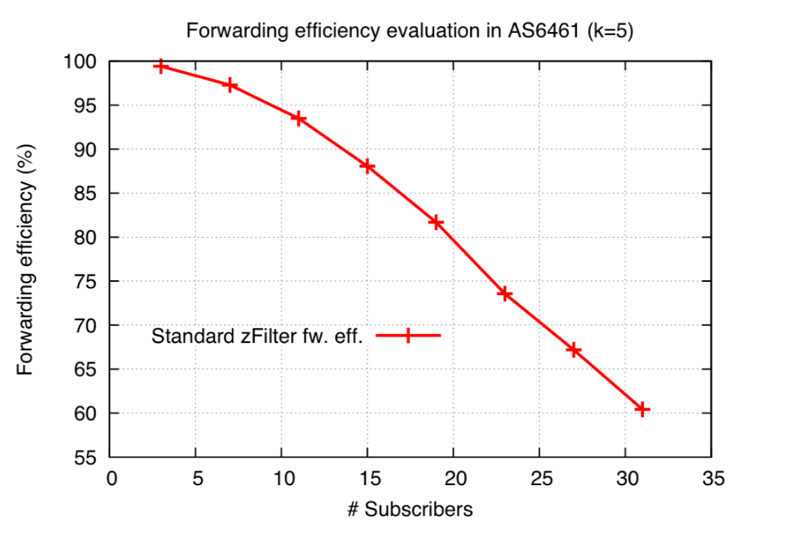 Forwarding efficiency evaluation in AS6461 (k=5)
100
95
90
85
80
75
70
65
60
55
Forwarding efficiency (%)
Standard zFilter fw. eff.
0 5 10 15 20 25 30 35
# Subscribers